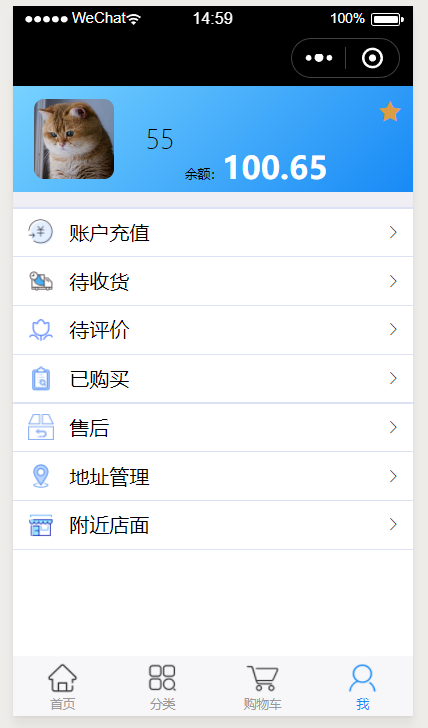 WeChat 14:59 100%
55
余额: 100.65
账户充值
待收货
待评价
已购买
售后
地址管理
附近店面
首页 分类 购物车 我